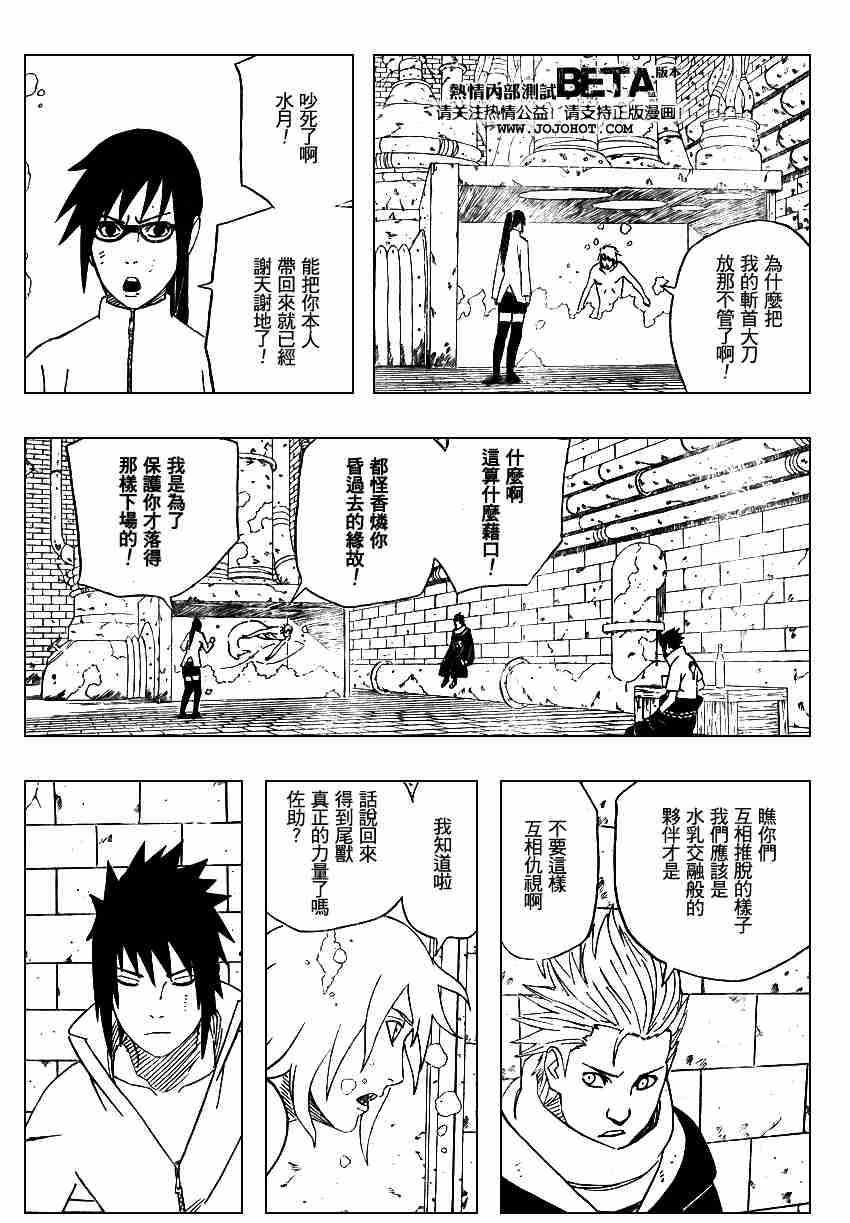 熱情內部測試BETA版本
请关注热情公益！请支持正版漫画！
WWW.JOJOHOT.COM
為什麼把
我的斬首大刀
放那不管了啊！
吵死了啊
水月！
能把你本人
帶回來就已經
謝天謝地了！
什麼啊
這算什麼藉口！
都怪香燐你
昏過去的緣故！
我是為了
保護你才落得
那樣下場的！
瞧你們
互相推脫的樣子
我們應該是
水乳交融般的
夥伴才是
不要這樣
互相仇視啊
我知道啦
話說回來
得到尾獸
真正的力量了嗎
佐助？